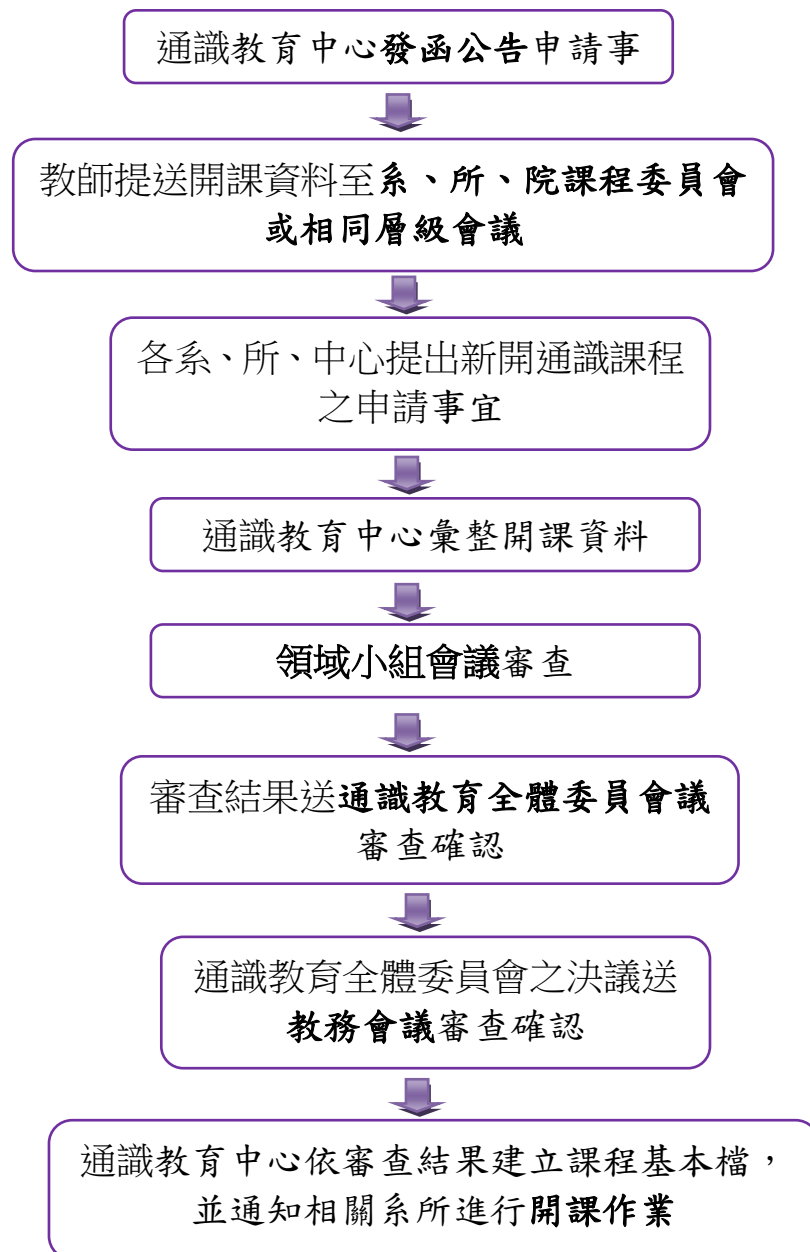 通識教育中心發函公告申請事
教師提送開課資料至系、所、院課程委員會
或相同層級會議
各系、所、中心提出新開通識課程
之申請事宜
通識教育中心彙整開課資料
領域小組會議審查
審查結果送通識教育全體委員會議
審查確認
通識教育全體委員會之決議送
教務會議審查確認
通識教育中心依審查結果建立課程基本檔，
並通知相關系所進行開課作業